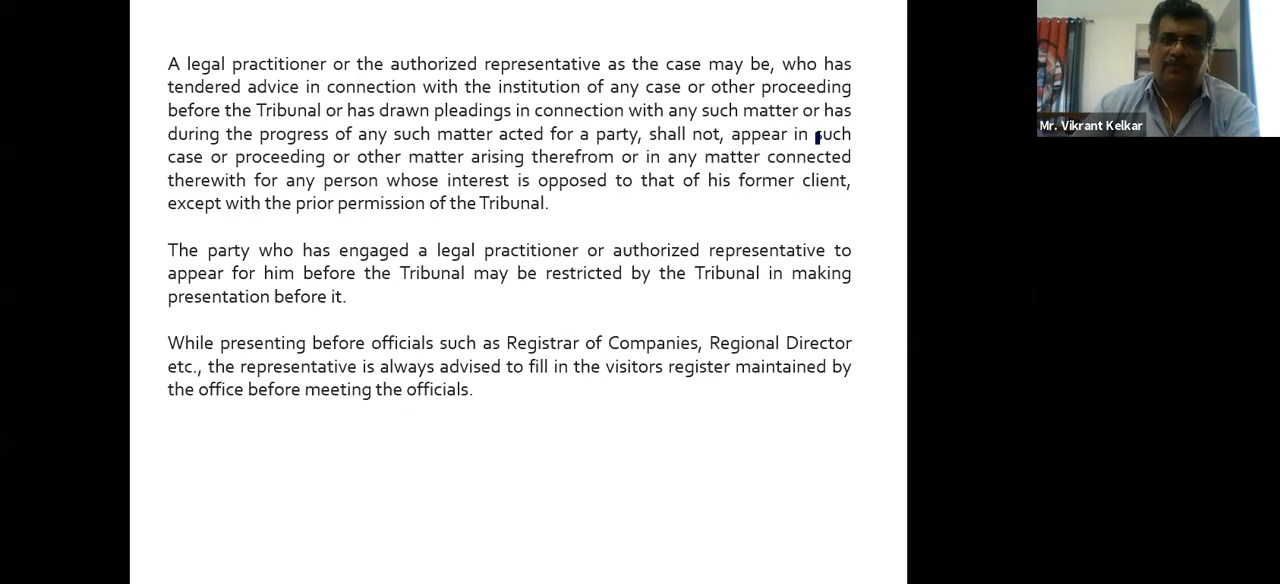 A legal practitioner or the authorized representative as the case may be, who has
tendered advice in connection with the institution of any case or other proceeding
before the Tribunal or has drawn pleadings in connection with any such matter or has
during the progress of any such matter acted for a party, shall not, appear in such
case or proceeding or other matter arising therefrom or in any matter connected
therewith for any person whose interest is opposed to that of his former client,
except with the prior permission of the Tribunal.
The party who has engaged a legal practitioner or authorized representative to
appear for him before the Tribunal may be restricted by the Tribunal in making
presentation before it.
While presenting before officials such as Registrar of Companies, Regional Director
etc., the representative is always advised to fill in the visitors register maintained by
the office before meeting the officials.
Mr. Vikrant Kelkar